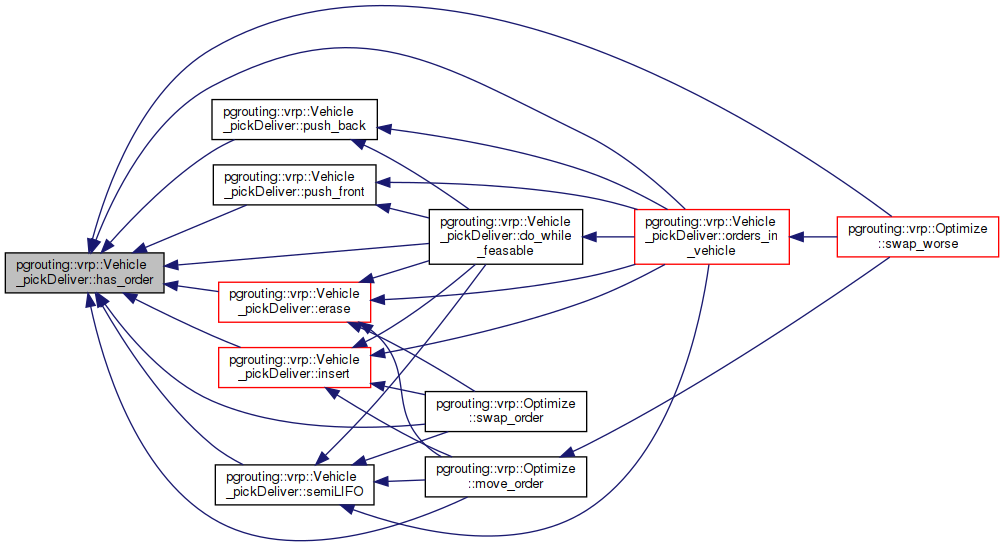 pgrouting::vrp::Vehicle
_pickDeliver::has_order
pgrouting::vrp::Vehicle
_pickDeliver::push_back
pgrouting::vrp::Vehicle
_pickDeliver::push_front
pgrouting::vrp::Vehicle
_pickDeliver::erase
pgrouting::vrp::Vehicle
_pickDeliver::insert
pgrouting::vrp::Vehicle
_pickDeliver::semiLIFO
pgrouting::vrp::Vehicle
_pickDeliver::do_while
_feasable
pgrouting::vrp::Optimize
::swap_order
pgrouting::vrp::Optimize
::move_order
pgrouting::vrp::Vehicle
_pickDeliver::orders_in
_vehicle
pgrouting::vrp::Optimize
::swap_worse